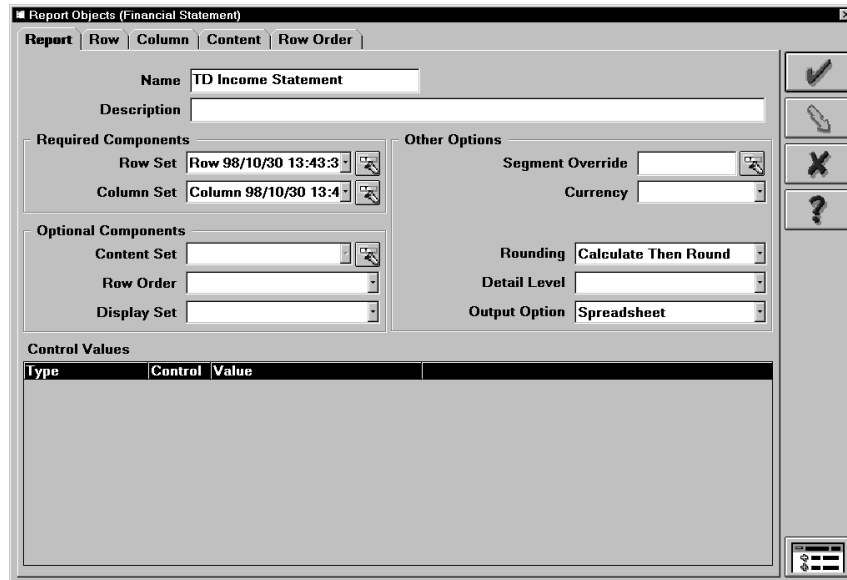 Report Objects (Financial Statement)
Report Row Column Content Row Order
Name TD Income Statement
Description
Required Components
Row Set Row 98/10/30 13:43:3
Column Set Column 98/10/30 13:4
Optional Components
Content Set
Row Order
Display Set
Other Options
Segment Override
Currency
Rounding Calculate Then Round
Detail Level
Output Option Spreadsheet
Control Values
Type Control Value